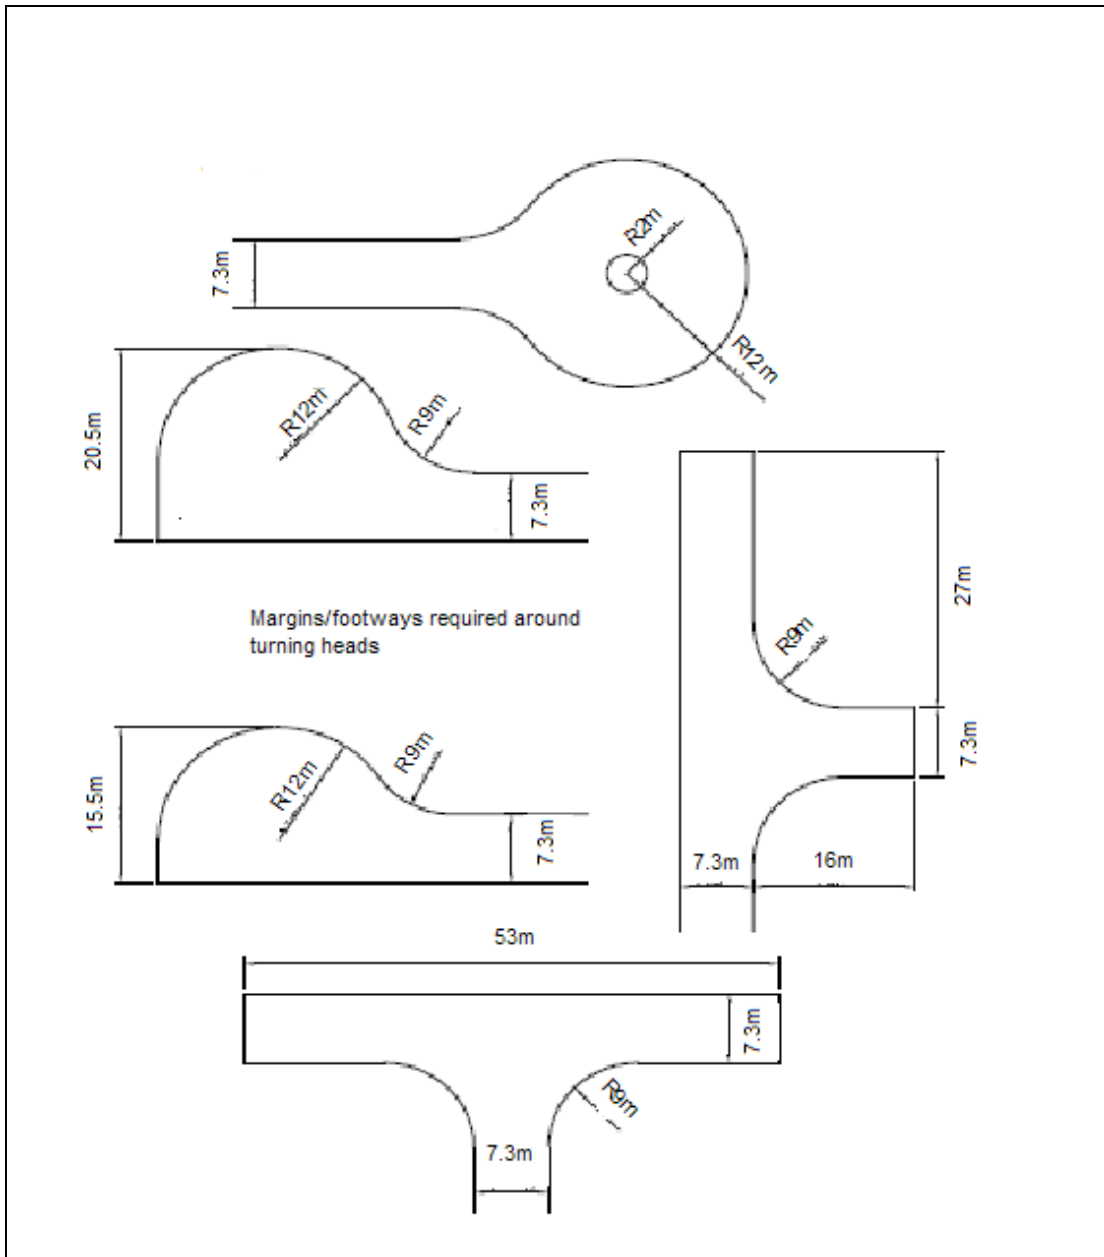 R2m
7.3m
R12m
R12m
R9m
20.5m
7.3m
27m
Margins/footways required around
turning heads
R9m
R9m
R12m
15.5m
7.3m
7.3m
7.3m
16m
53m
7.3m
R9m
7.3m